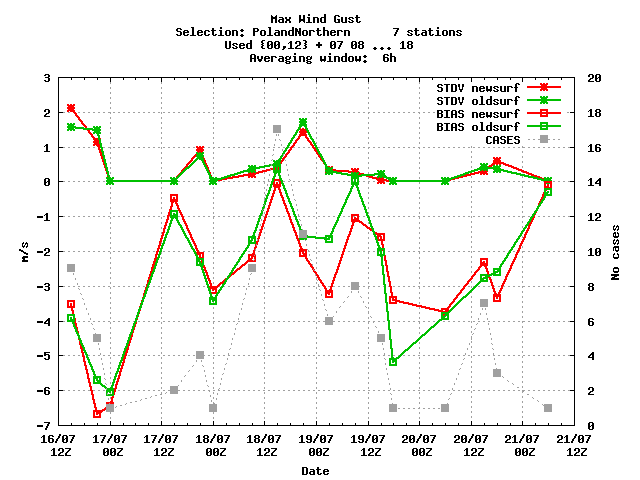 Max Wind Gust
Selection: PolandNorthern      7 stations
Used {00,12} + 07 08 ... 18
Averaging window:  6h
STDV newsurf
STDV oldsurf
BIAS newsurf
BIAS oldsurf
CASES
3
2
1
0
-1
-2
-3
-4
-5
-6
-7
m/s
20
18
16
14
12
10
8
6
4
2
0
No cases
16/07 17/07 17/07 18/07 18/07 19/07 19/07 20/07 20/07 21/07 21/07
12Z 00Z 12Z 00Z 12Z 00Z 12Z 00Z 12Z 00Z 12Z
Date